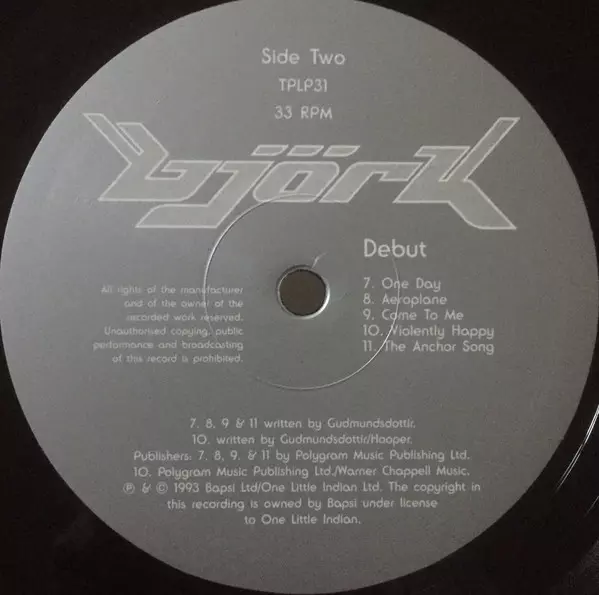 Side Two
TPLP31
33 RPM
björk
Debut
7. One Day
8. Aeroplane
9. Come To Me
10. Violently Happy
11. The Anchor Song
All rights of the manufacturer
and of the owner of the
recorded work reserved.
Unauthorised copying, public
performance and broadcasting
of this record is prohibited.
7. 8. 9 & 11 written by Gudmundsdottir.
10. written by Gudmundsdottir/Hooper.
Publishers: 7. 8. 9. & 11 by Polygram Music Publishing Ltd.
10. Polygram Music Publishing Ltd./Warner Chappell Music.
℗ & © 1993 Bapsi Ltd/One Little Indian Ltd. The copyright in
this recording is owned by Bapsi under license
to One Little Indian.